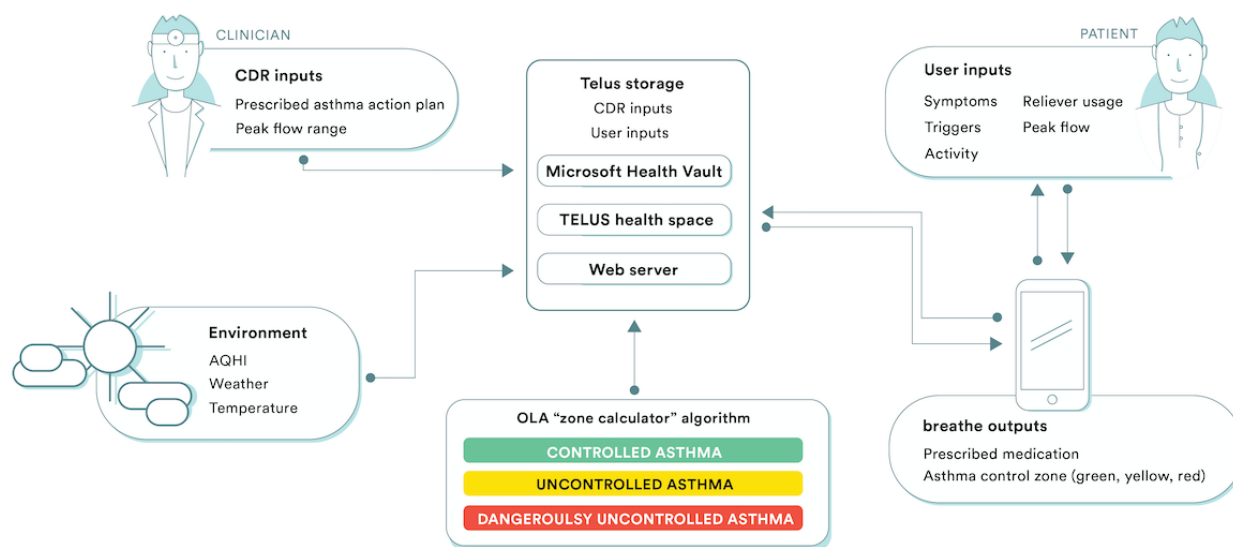 CLINICIAN
CDR inputs
Prescribed asthma action plan
Peak flow range
Telus storage
CDR inputs
User inputs
Microsoft Health Vault
TELUS health space
Web server
PATIENT
User inputs
Symptoms
Reliever usage
Triggers
Peak flow
Activity
Environment
AQHI
Weather
Temperature
OLA “zone calculator” algorithm
CONTROLLED ASTHMA
UNCONTROLLED ASTHMA
DANGEROULSY UNCONTROLLED ASTHMA
breathe outputs
Prescribed medication
Asthma control zone (green, yellow, red)